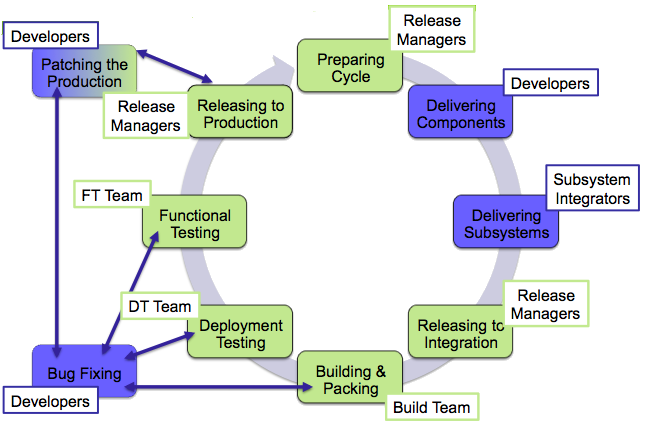 Developers
Patching the
Production
Release
Managers
Releasing to
Production
Preparing
Cycle
Release
Managers
Developers
Delivering
Components
Subsystem
Integrators
Delivering
Subsystems
FT Team
Functional
Testing
DT Team
Deployment
Testing
Release
Managers
Releasing to
Integration
Bug Fixing
Developers
Building &
Packing
Build Team